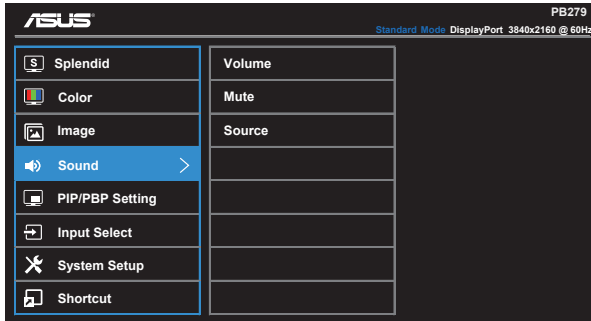 ASUS
PB279
Standard Mode DisplayPort 3840x2160 @ 60Hz
S Splendid
Color
Image
Sound
PIP/PBP Setting
Input Select
System Setup
Shortcut
Volume
Mute
Source